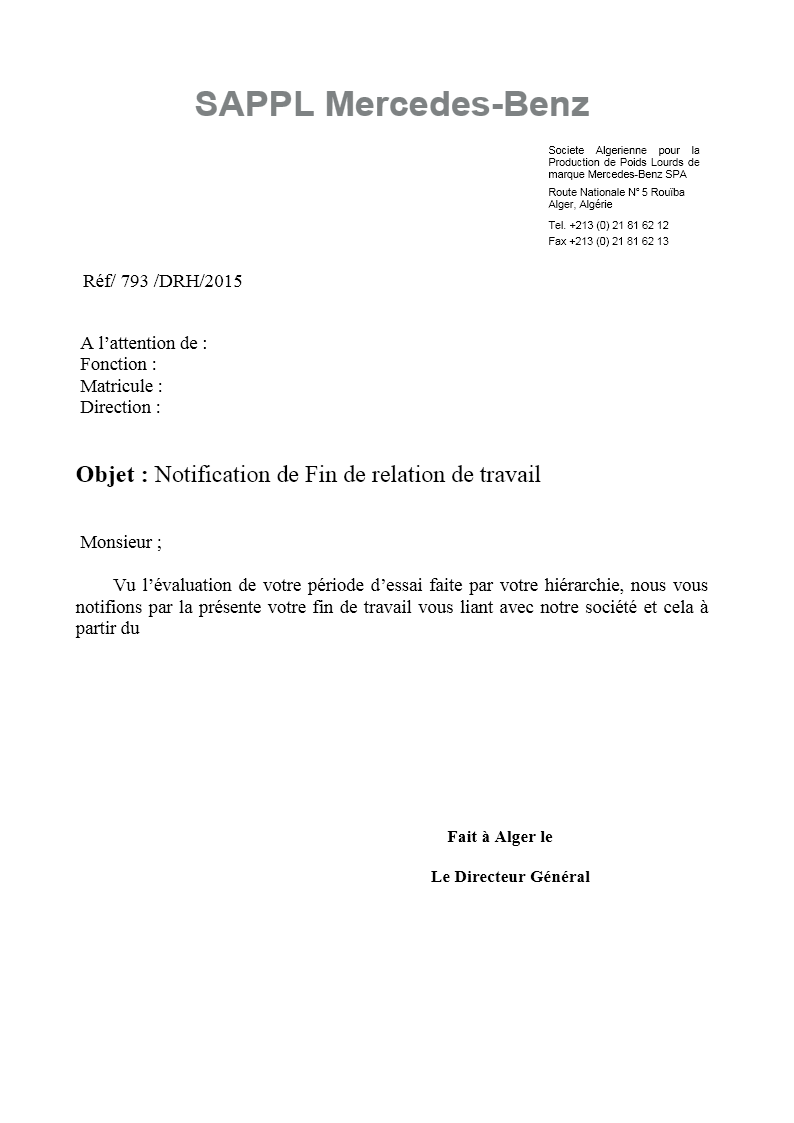 SAPPL Mercedes-Benz
Societe Algerienne pour la
Production de Poids Lourds de
marque Mercedes-Benz SPA
Route Nationale N° 5 Rouïba
Alger, Algérie
Tel. +213 (0) 21 81 62 12
Fax +213 (0) 21 81 62 13
Réf/ 793 /DRH/2015
A l’attention de :
Fonction :
Matricule :
Direction :
Objet : Notification de Fin de relation de travail
Monsieur ;
Vu l’évaluation de votre période d’essai faite par votre hiérarchie, nous vous
notifions par la présente votre fin de travail vous liant avec notre société et cela à
partir du
Fait à Alger le
Le Directeur Général